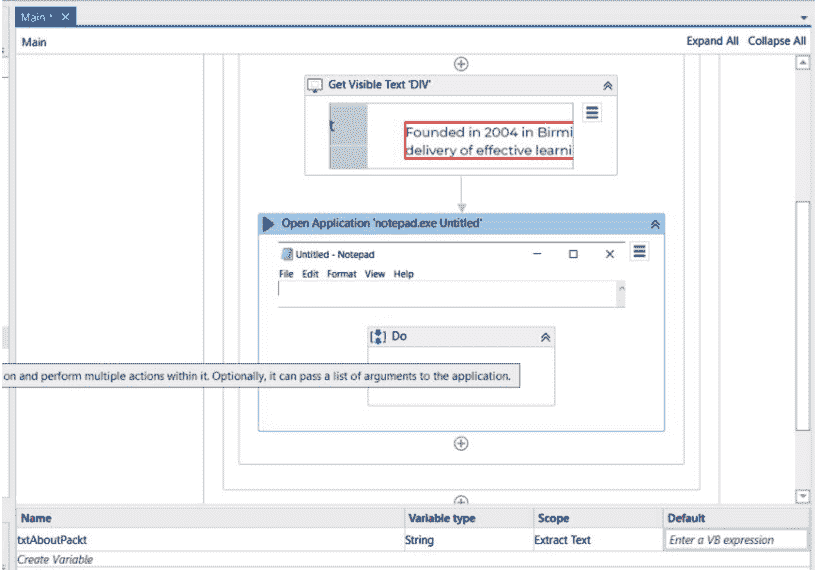 Main *
Main Expand All Collapse All
Get Visible Text 'DIV'
t
Founded in 2004 in Birmi
delivery of effective learni
Open Application 'notepad.exe Untitled'
Untitled - Notepad
File Edit Format View Help
Do
on and perform multiple actions within it. Optionally, it can pass a list of arguments to the application.
Name Variable type Scope Default
txtAboutPackt String Extract Text Enter a VB expression
Create Variable